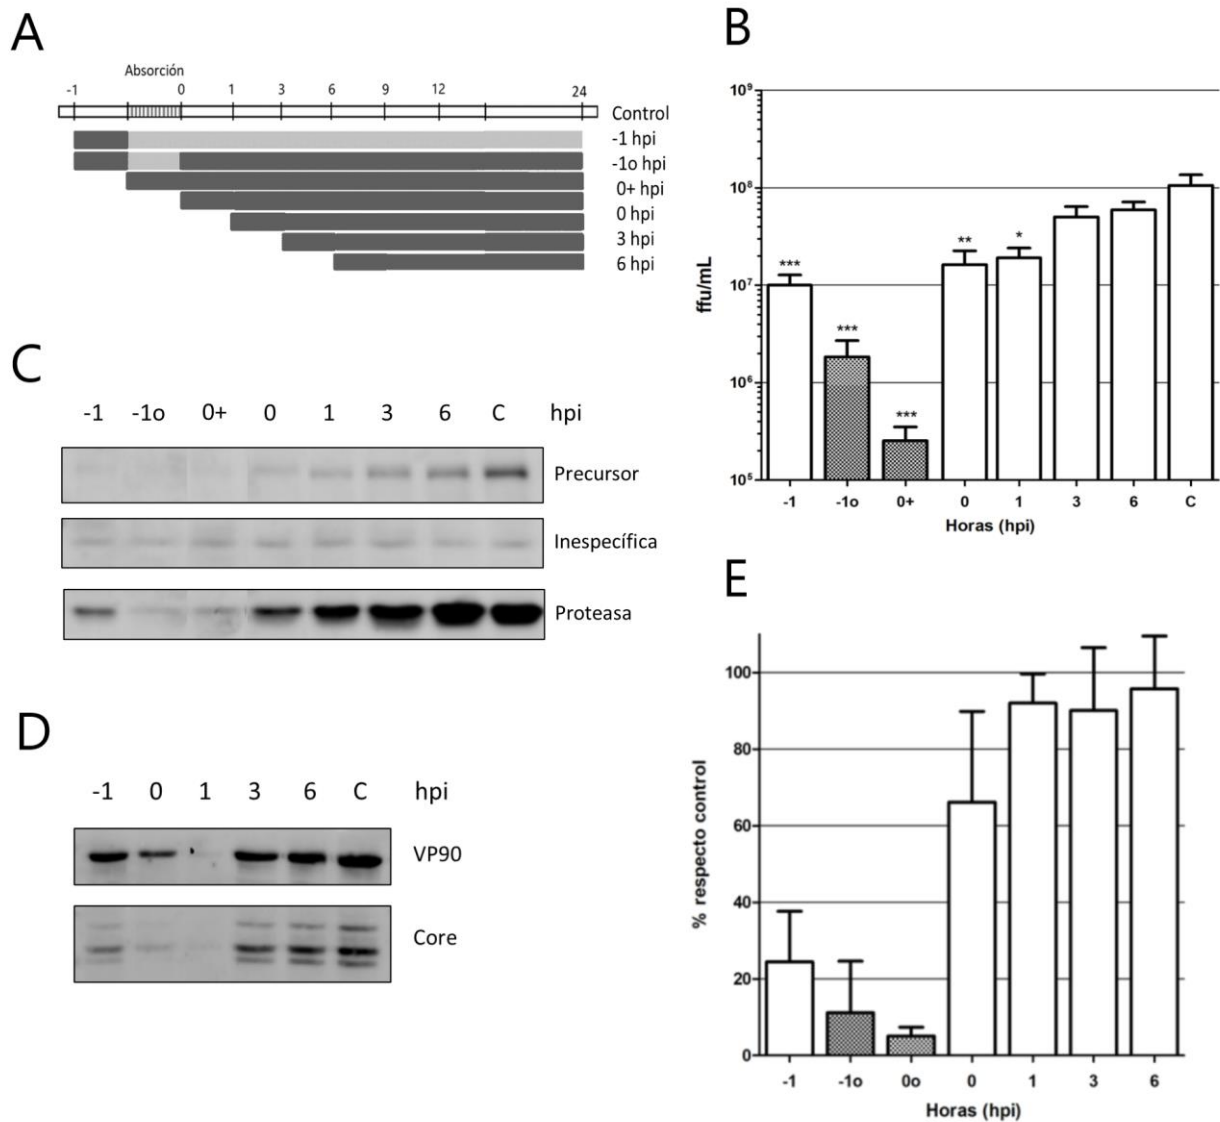 A
Absorción
-1 0 1 3 6 9 12 24
Control
-1 hpi
-1o hpi
0+ hpi
0 hpi
3 hpi
6 hpi
B
10⁹
10⁸
10⁷
10⁶
10⁵
ffu/mL
*** *** *** ** *
-1 -1o 0+ 0 1 3 6 C
Horas (hpi)
C
-1 -1o 0+ 0 1 3 6 C hpi
Precursor
Inespecífica
Proteasa
D
-1 0 1 3 6 C hpi
VP90
Core
E
100
80
60
40
20
0
% respecto control
-1 -1o 0o 0 1 3 6
Horas (hpi)